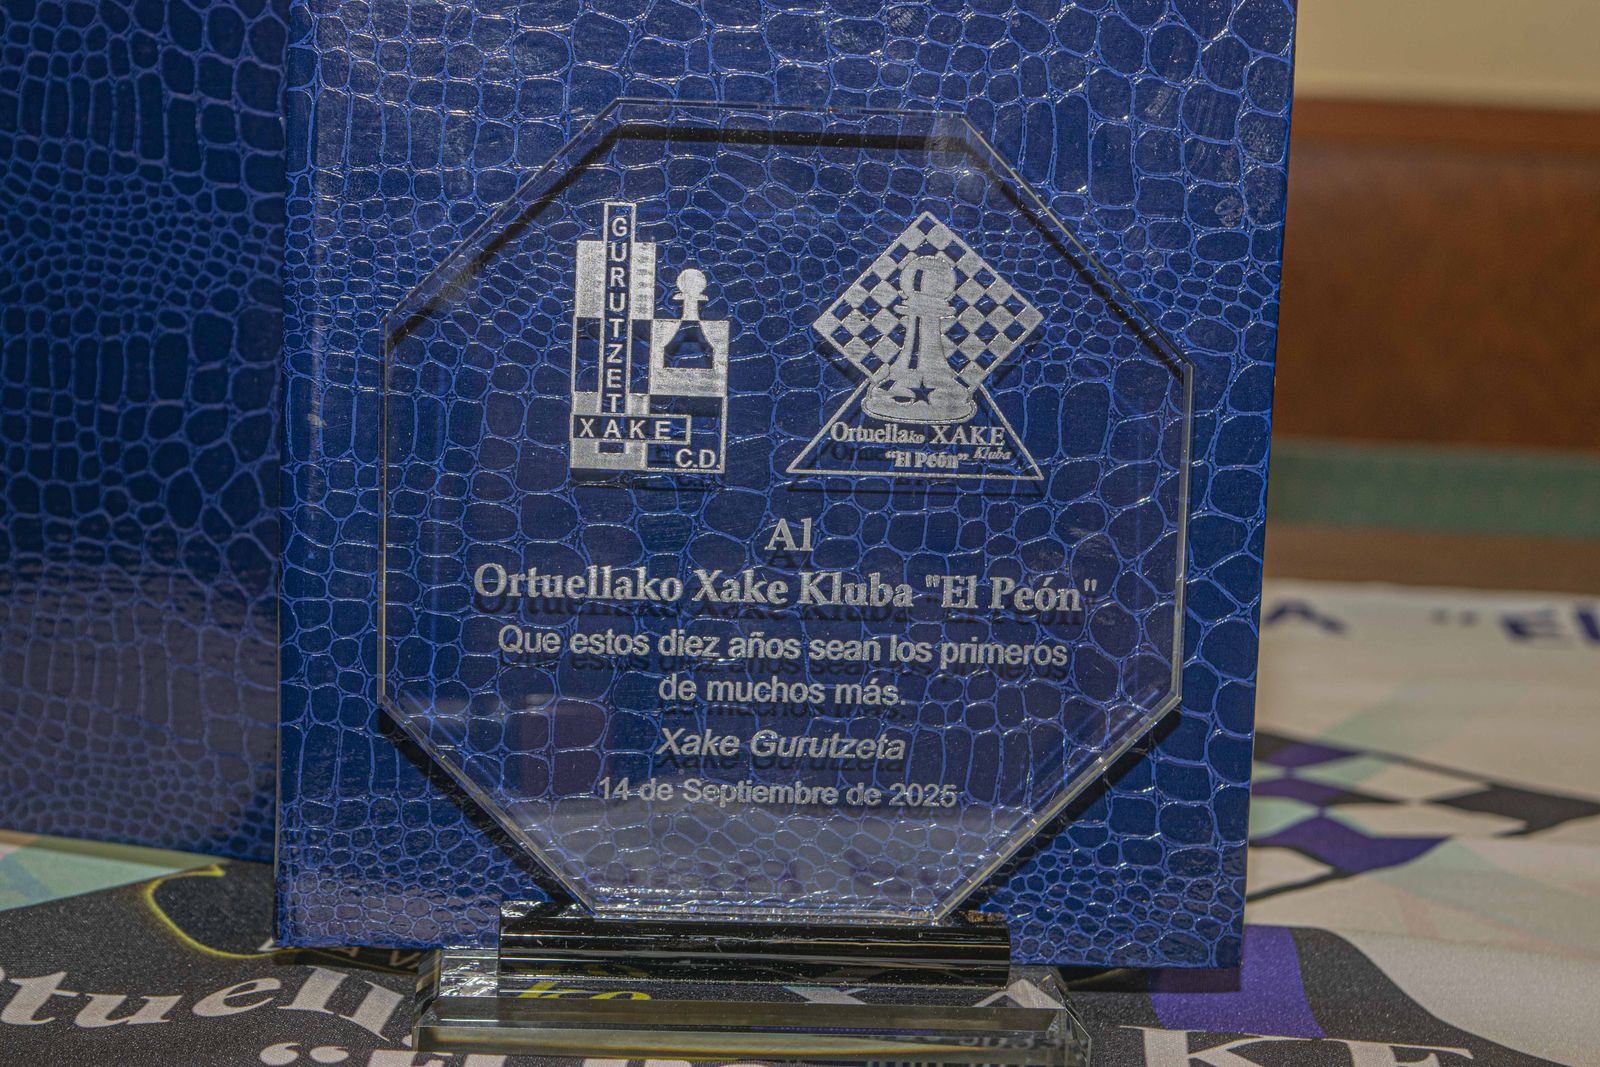 GURUTZETA
XAKE
C.D.
Ortuellako XAKE
Kluba
"El Peón"
Al
Ortuellako Xake Kluba "El Peón"
Que estos diez años sean los primeros
de muchos más.
Xake Gurutzeta
14 de Septiembre de 2025